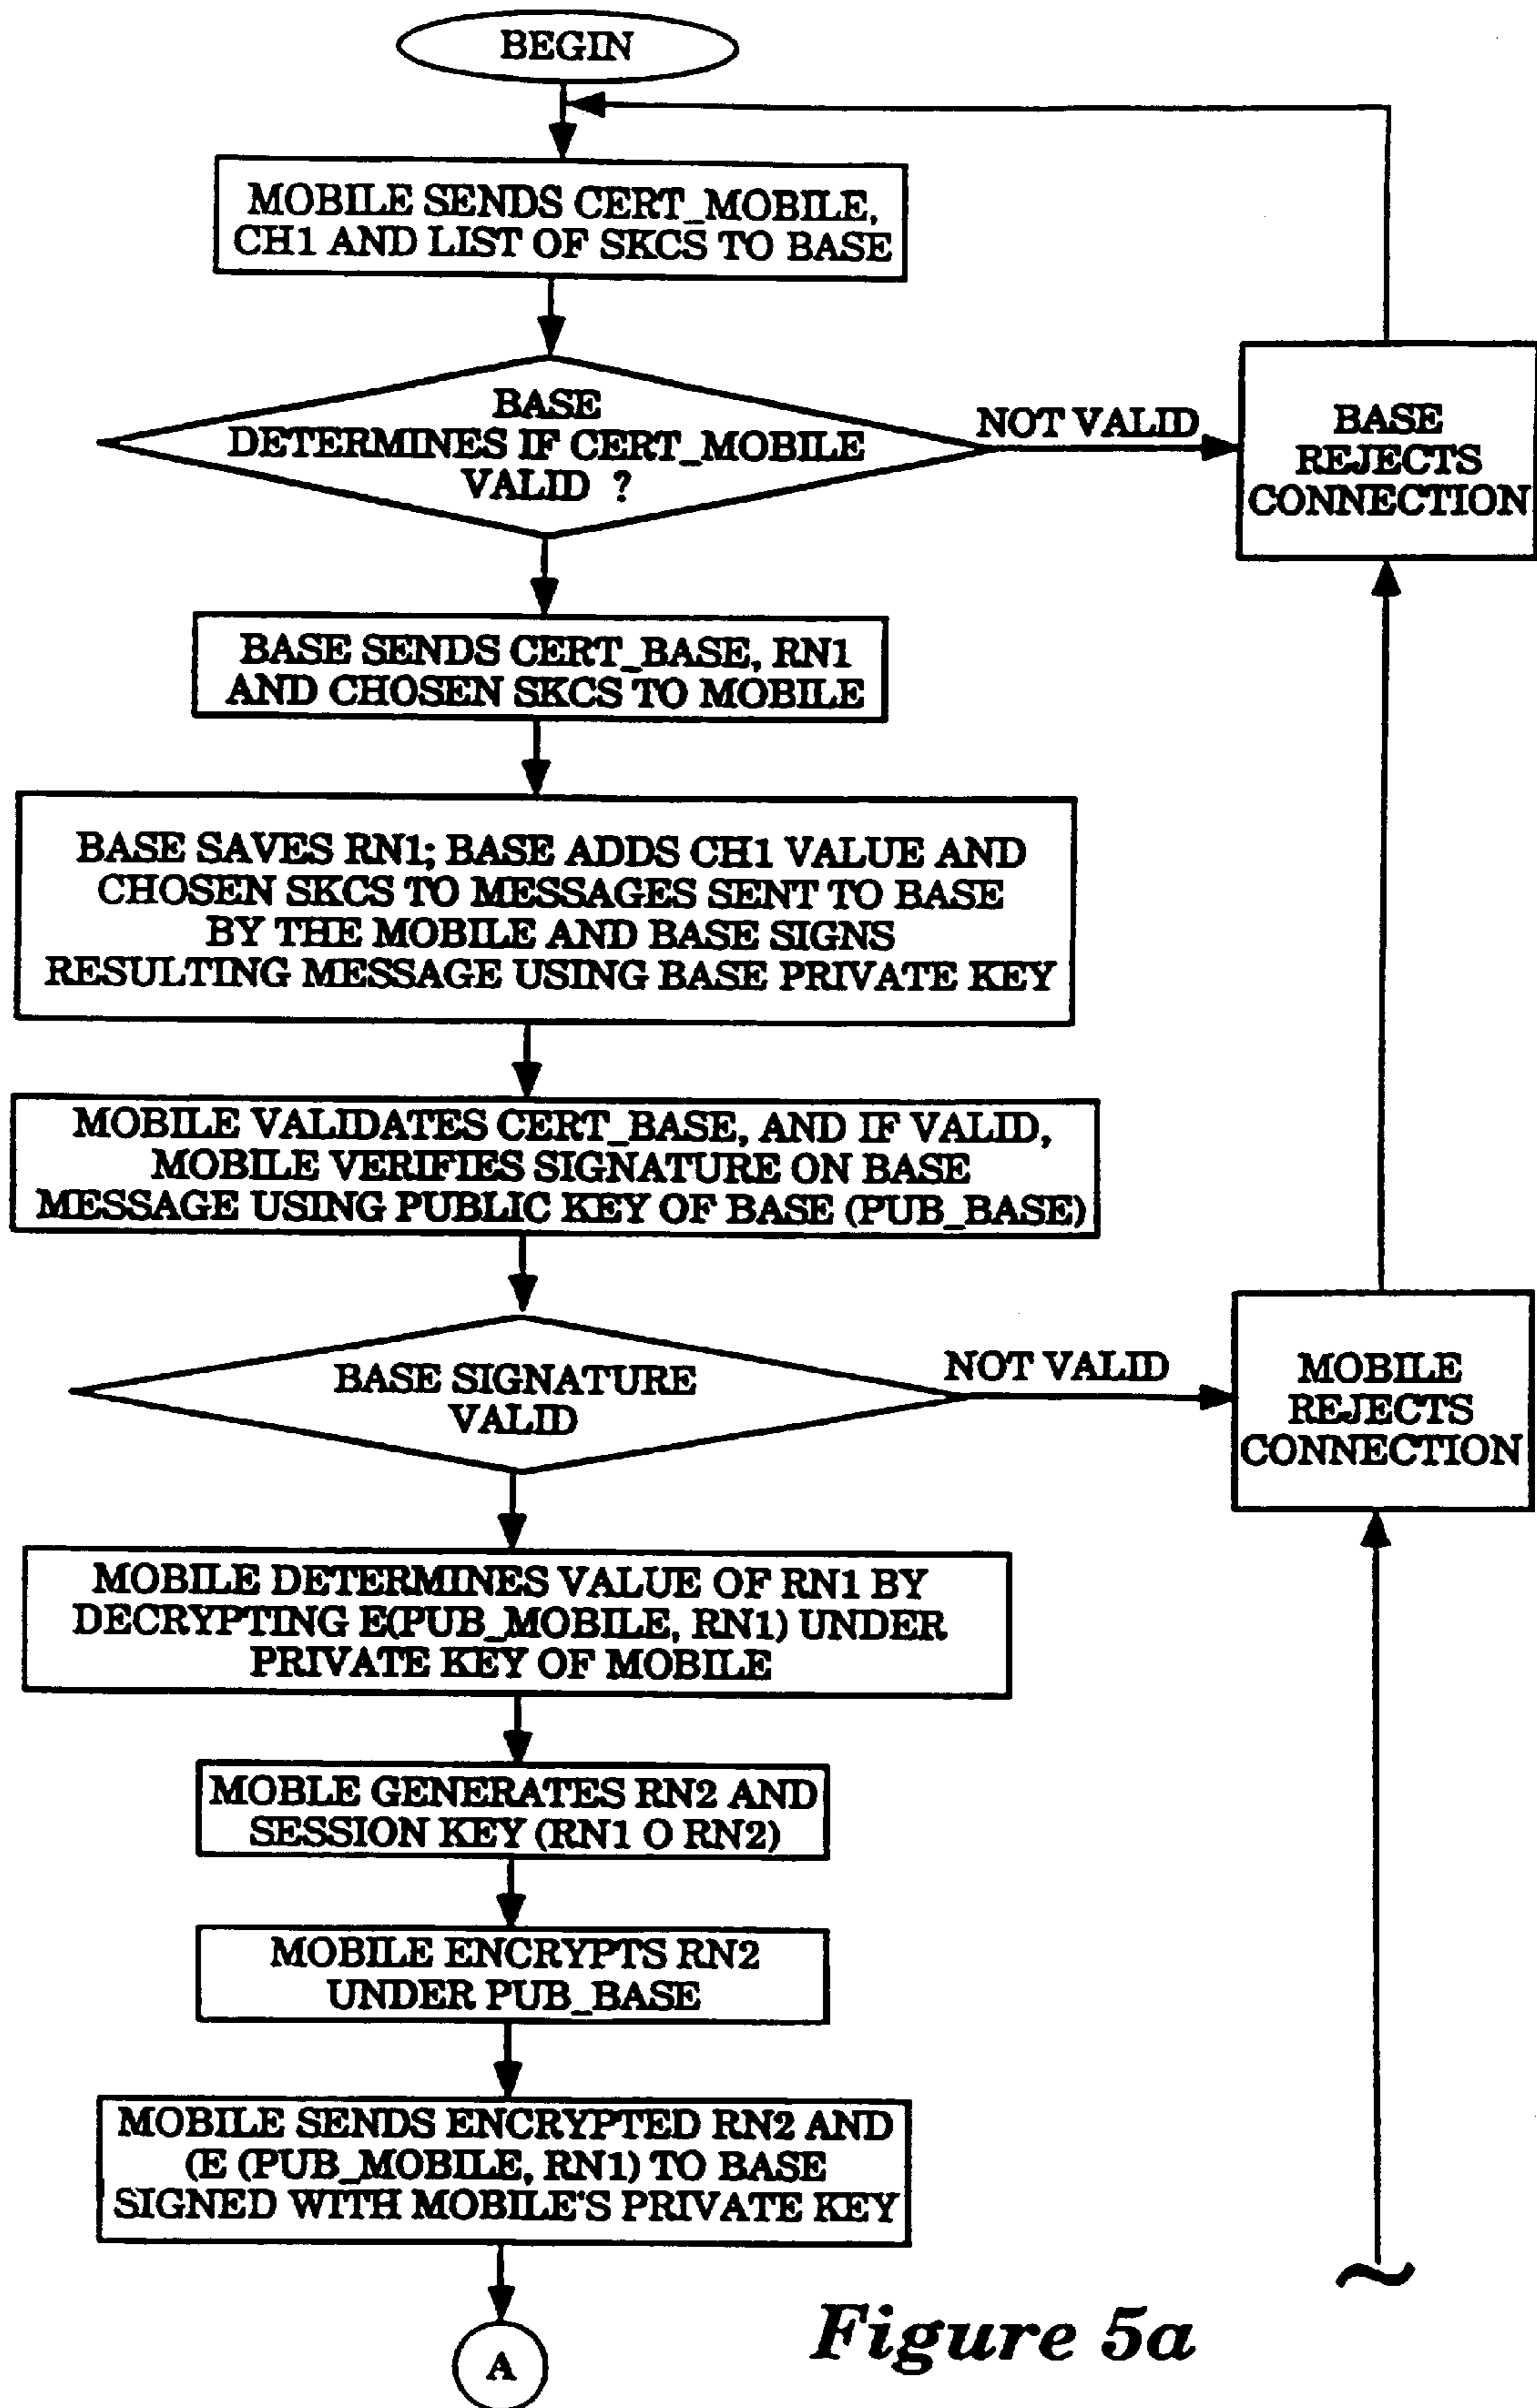 BEGIN
MOBILE SENDS CERT_MOBILE,
CH1 AND LIST OF SKCS TO BASE
BASE
DETERMINES IF CERT_MOBILE
VALID ?
NOT VALID
BASE
REJECTS
CONNECTION
BASE SENDS CERT_BASE, RN1
AND CHOSEN SKCS TO MOBILE
BASE SAVES RN1; BASE ADDS CH1 VALUE AND
CHOSEN SKCS TO MESSAGES SENT TO BASE
BY THE MOBILE AND BASE SIGNS
RESULTING MESSAGE USING BASE PRIVATE KEY
MOBILE VALIDATES CERT_BASE, AND IF VALID,
MOBILE VERIFIES SIGNATURE ON BASE
MESSAGE USING PUBLIC KEY OF BASE (PUB_BASE)
BASE SIGNATURE
VALID
NOT VALID
MOBILE
REJECTS
CONNECTION
MOBILE DETERMINES VALUE OF RN1 BY
DECRYPTING E(PUB_MOBILE, RN1) UNDER
PRIVATE KEY OF MOBILE
MOBLE GENERATES RN2 AND
SESSION KEY (RN1 O RN2)
MOBILE ENCRYPTS RN2
UNDER PUB_BASE
MOBILE SENDS ENCRYPTED RN2 AND
(E (PUB_MOBILE, RN1) TO BASE
SIGNED WITH MOBILE'S PRIVATE KEY
A
Figure 5a